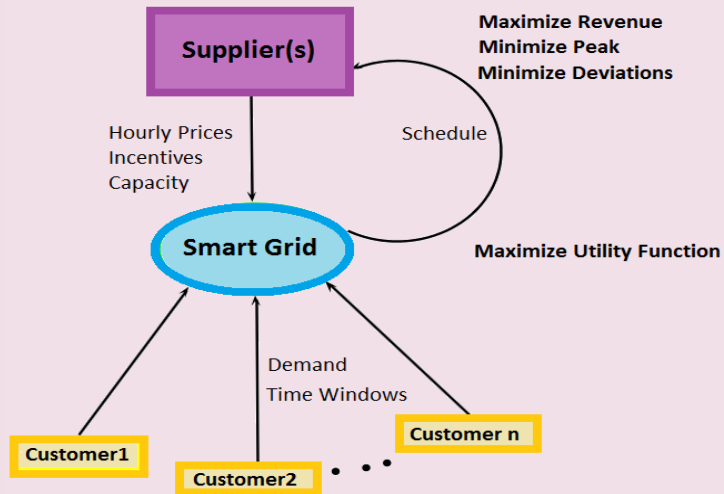 Supplier(s)
Maximize Revenue
Minimize Peak
Minimize Deviations
Hourly Prices
Incentives
Capacity
Schedule
Smart Grid
Maximize Utility Function
Demand
Time Windows
Customer1
Customer2
Customer n